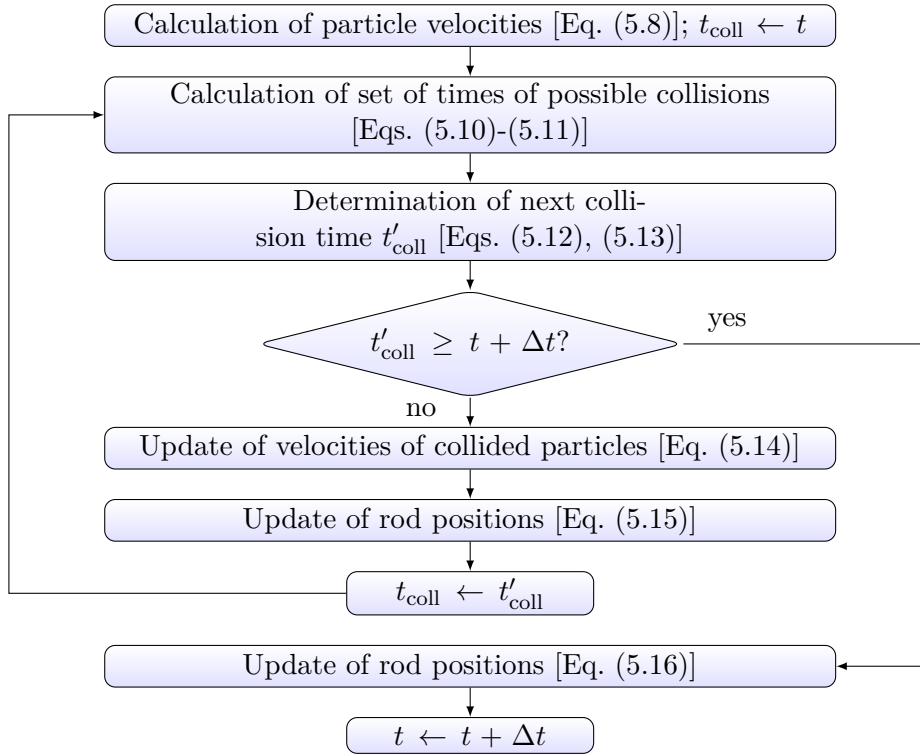 Calculation of particle velocities [Eq. (5.8)]; t_coll ← t
Calculation of set of times of possible collisions
[Eqs. (5.10)-(5.11)]
Determination of next colli-
sion time t′_coll [Eqs. (5.12), (5.13)]
t′_coll ≥ t + Δt?
yes
no
Update of velocities of collided particles [Eq. (5.14)]
Update of rod positions [Eq. (5.15)]
t_coll ← t′_coll
Update of rod positions [Eq. (5.16)]
t ← t + Δt